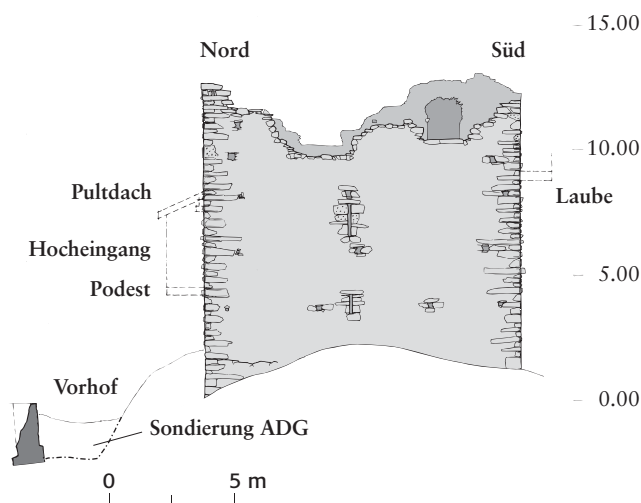 15.00
Nord Süd
10.00
Pultdach
Laube
Hocheingang
5.00
Podest
Vorhof
0.00
Sondierung ADG
0 5 m